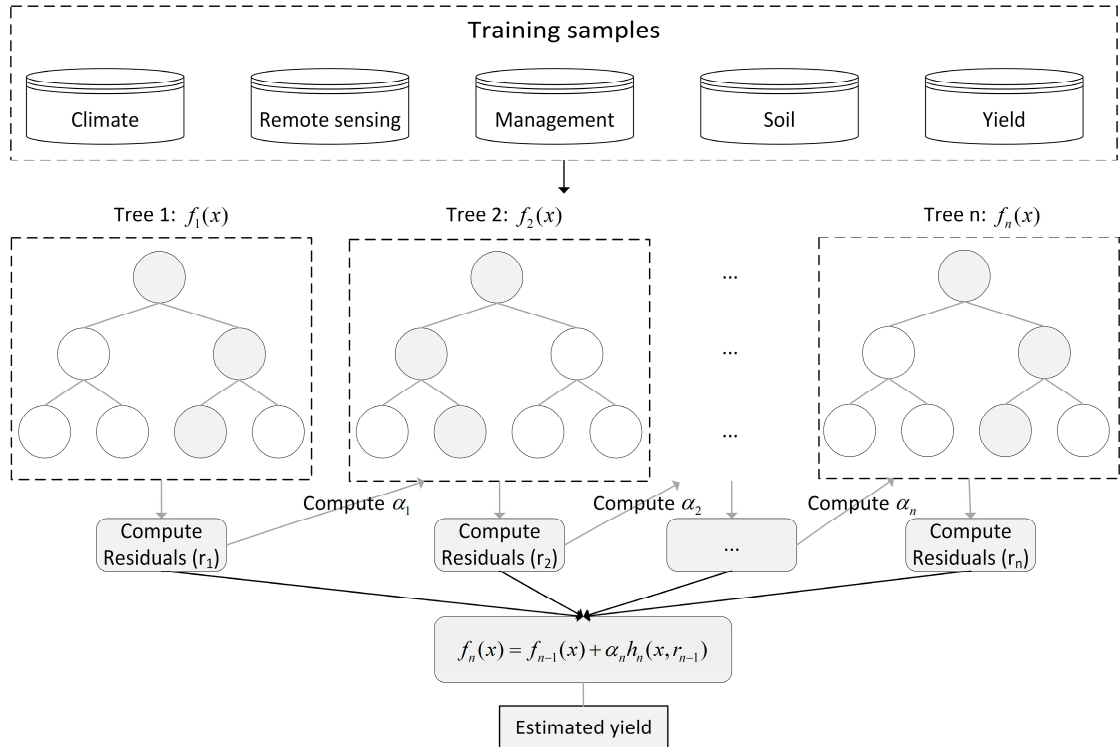 Training samples
Climate
Remote sensing
Management
Soil
Yield
Tree 1: f₁(x)
Tree 2: f₂(x)
Tree n: fₙ(x)
...
...
...
Compute α₁
Compute α₂
Compute αₙ
Compute
Residuals (r₁)
Compute
Residuals (r₂)
...
Compute
Residuals (rₙ)
fₙ(x) = fₙ₋₁(x) + αₙhₙ(x, rₙ₋₁)
Estimated yield